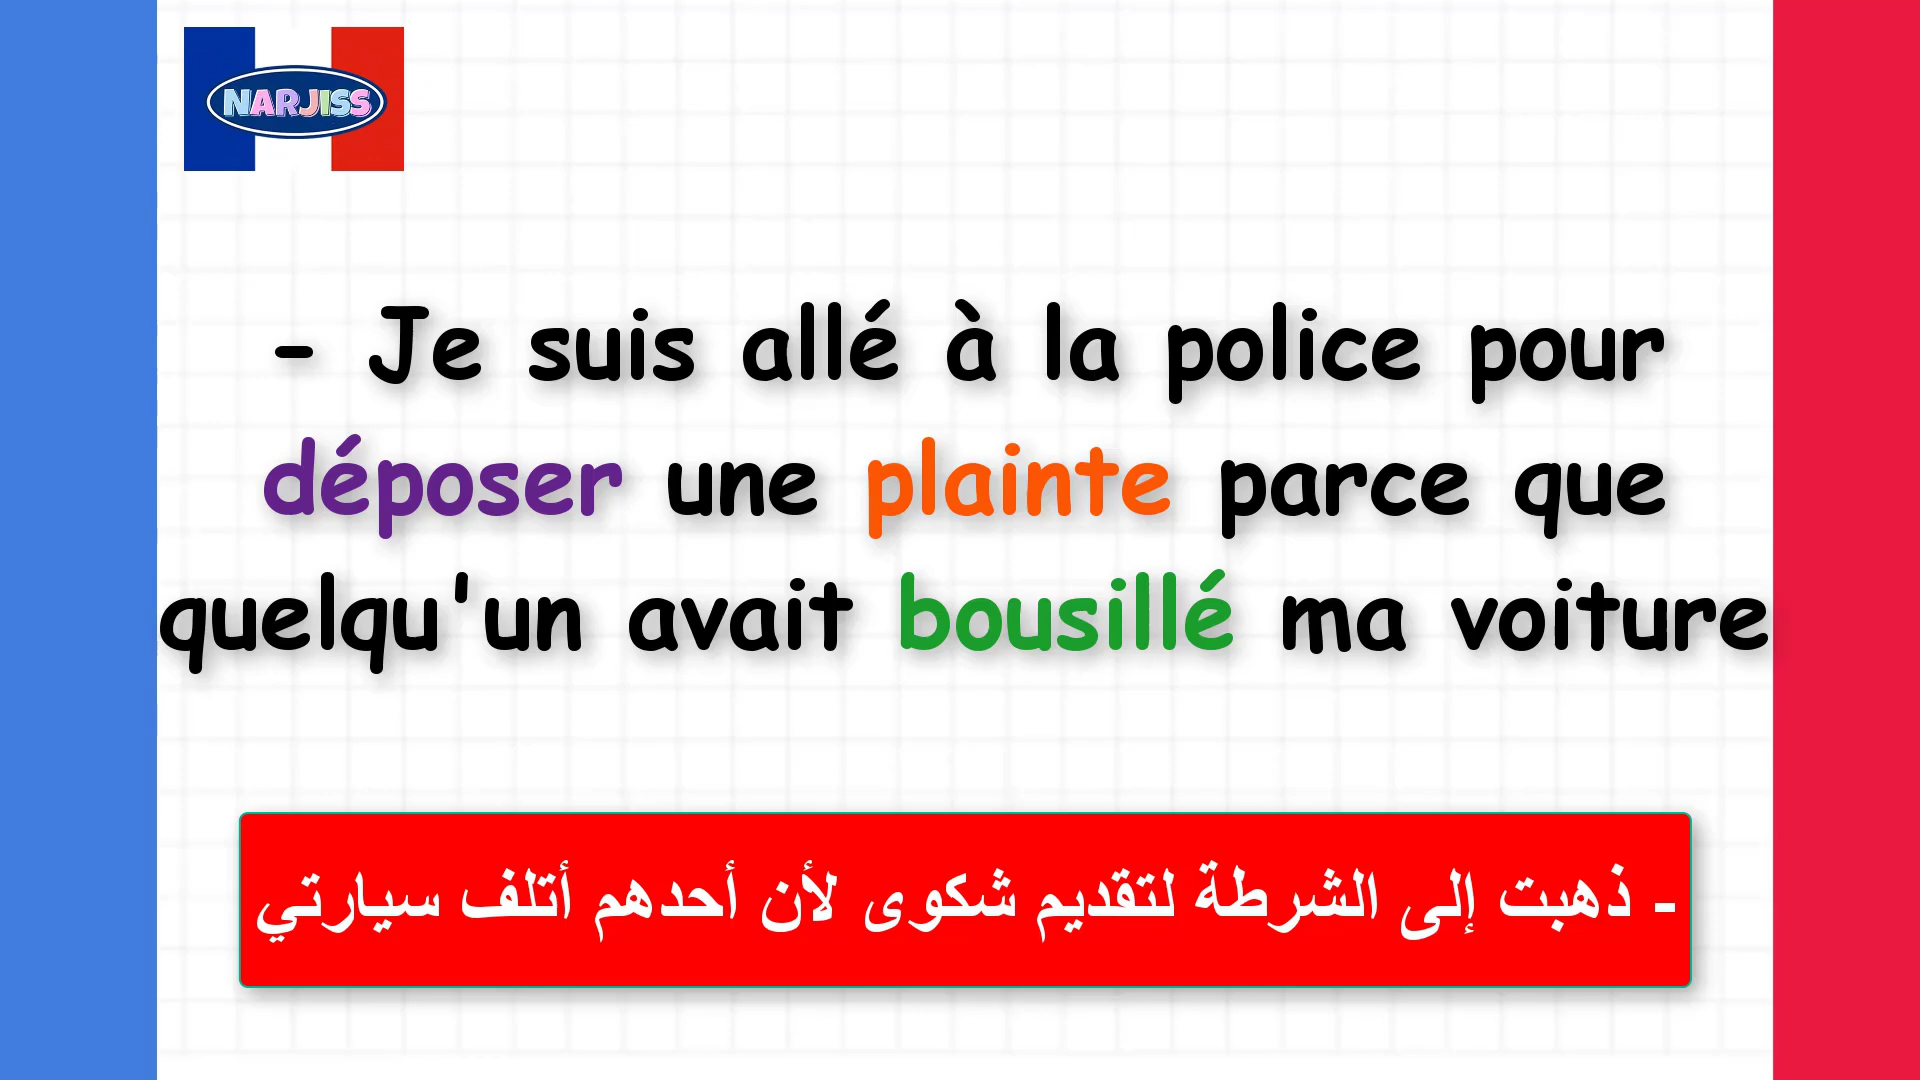 NARJISS
- Je suis allé à la police pour
déposer une plainte parce que
quelqu'un avait bousillé ma voiture
- ذهبت إلى الشرطة لتقديم شكوى لأن أحدهم أتلف سيارتي